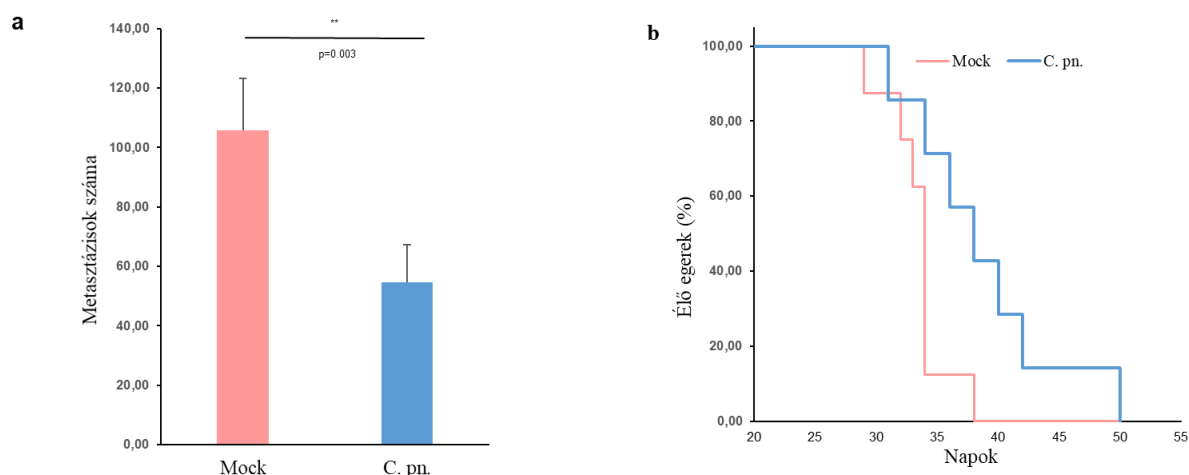 a
**
p=0.003
140,00
120,00
100,00
80,00
60,00
40,00
20,00
0,00
Metasztázisok száma
Mock
C. pn.
b
Mock
C. pn.
100,00
80,00
60,00
40,00
20,00
0,00
Élő egerek (%)
20
25
30
35
40
45
50
55
Napok